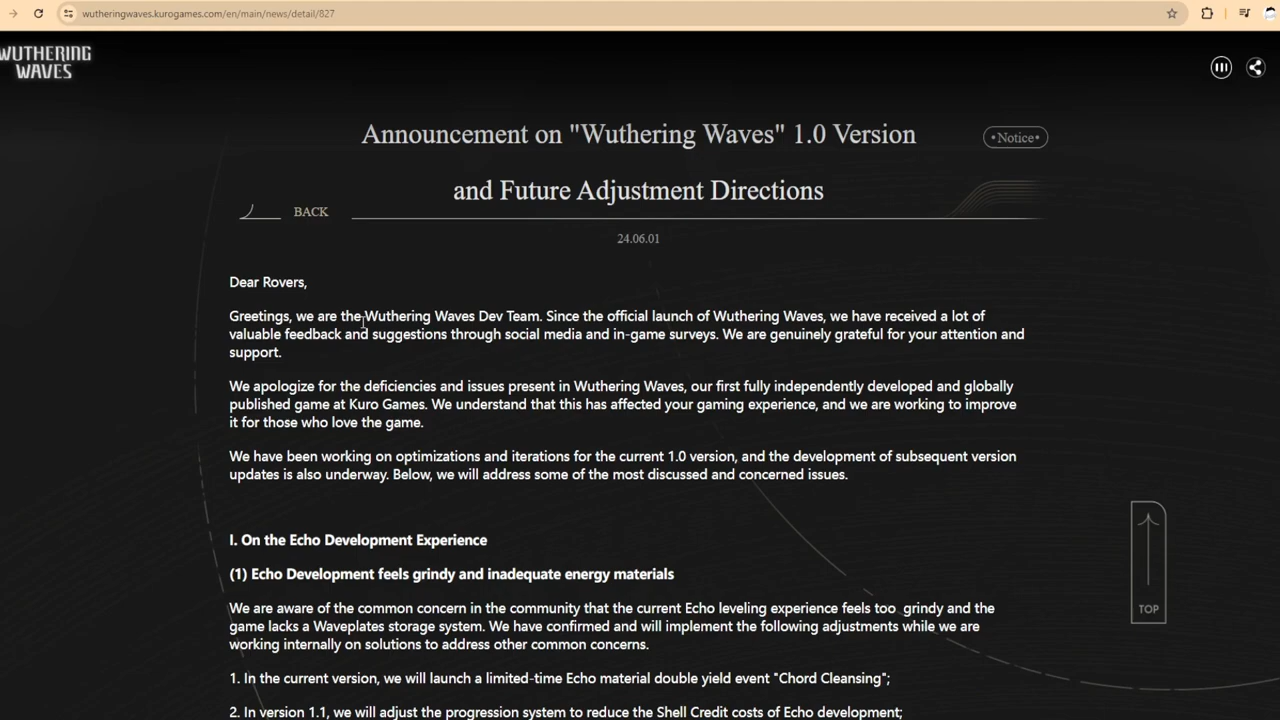 wutheringwaves.kurogames.com/en/main/news/detail/827
WUTHERING
WAVES
Announcement on "Wuthering Waves" 1.0 Version
•Notice•
and Future Adjustment Directions
BACK
24.06.01
Dear Rovers,
Greetings, we are the Wuthering Waves Dev Team. Since the official launch of Wuthering Waves, we have received a lot of
valuable feedback and suggestions through social media and in-game surveys. We are genuinely grateful for your attention and
support.
We apologize for the deficiencies and issues present in Wuthering Waves, our first fully independently developed and globally
published game at Kuro Games. We understand that this has affected your gaming experience, and we are working to improve
it for those who love the game.
We have been working on optimizations and iterations for the current 1.0 version, and the development of subsequent version
updates is also underway. Below, we will address some of the most discussed and concerned issues.
I. On the Echo Development Experience
(1) Echo Development feels grindy and inadequate energy materials
We are aware of the common concern in the community that the current Echo leveling experience feels too grindy and the
game lacks a Waveplates storage system. We have confirmed and will implement the following adjustments while we are
working internally on solutions to address other common concerns.
TOP
1. In the current version, we will launch a limited-time Echo material double yield event "Chord Cleansing";
2. In version 1.1, we will adjust the progression system to reduce the Shell Credit costs of Echo development;